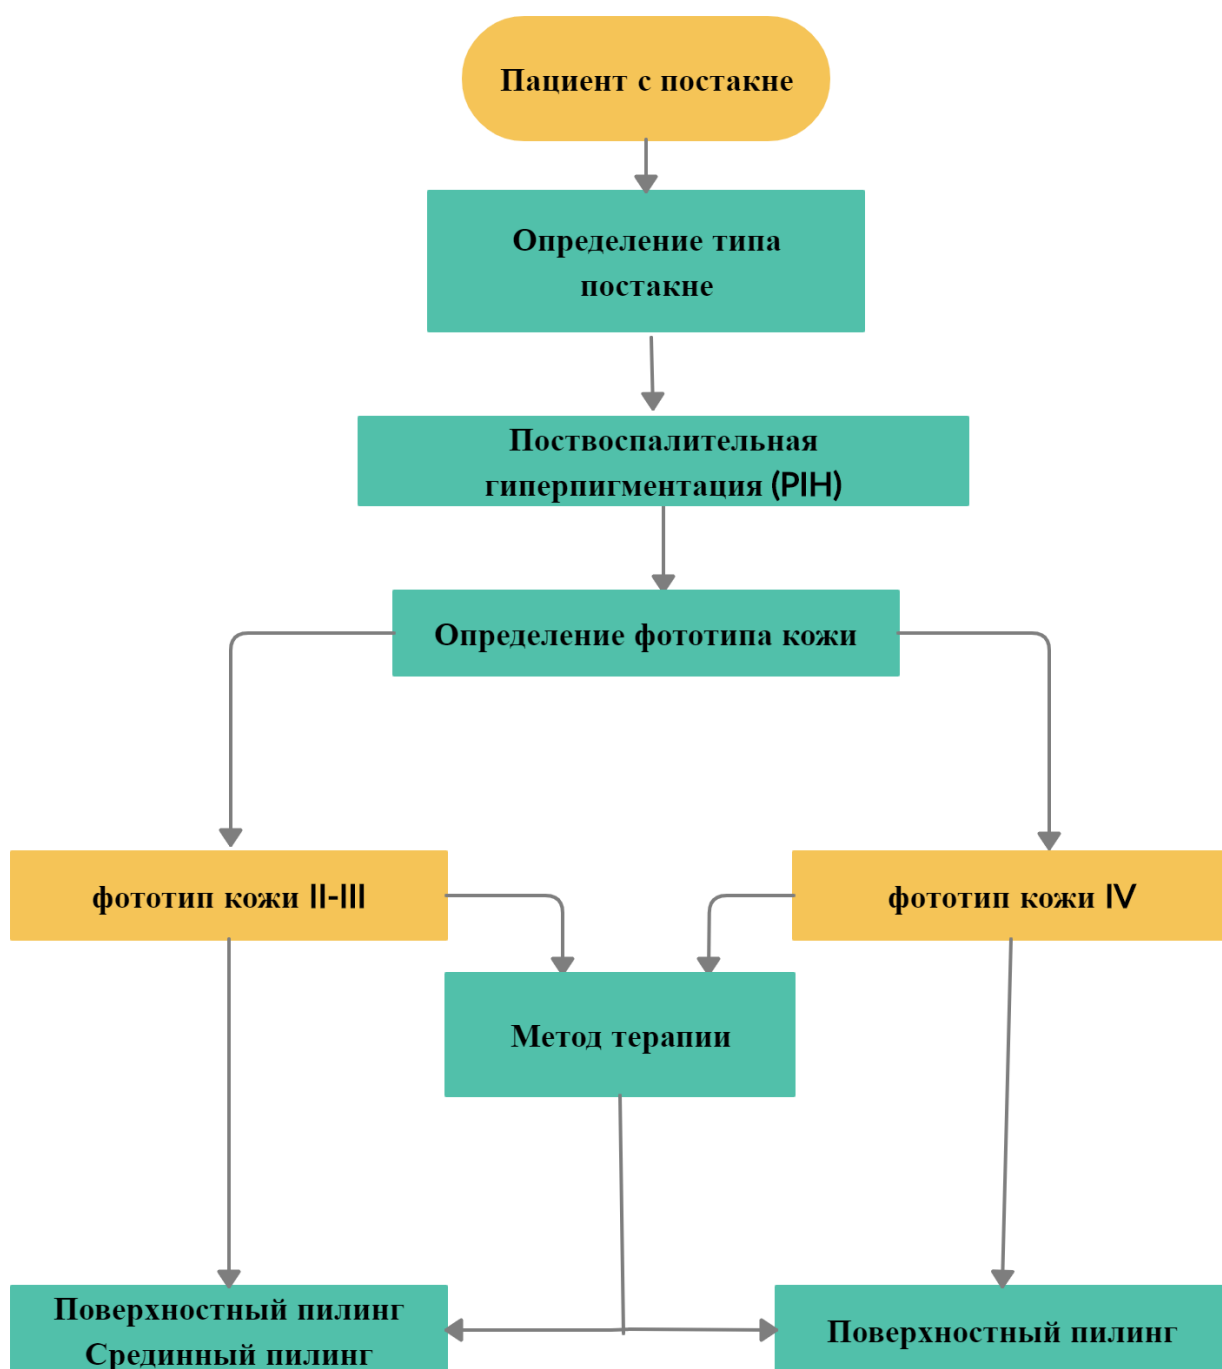 Пациент с постакне
Определение типа
постакне
Поствоспалительная
гиперпигментация (PIH)
Определение фототипа кожи
фототип кожи II-III
фототип кожи IV
Метод терапии
Поверхностный пилинг
Срединный пилинг
Поверхностный пилинг